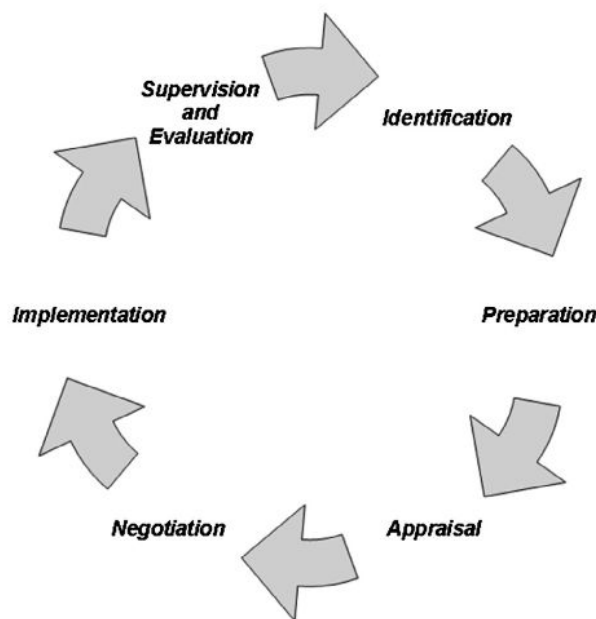 Supervision
and
Evaluation
Identification
Implementation
Preparation
Negotiation
Appraisal